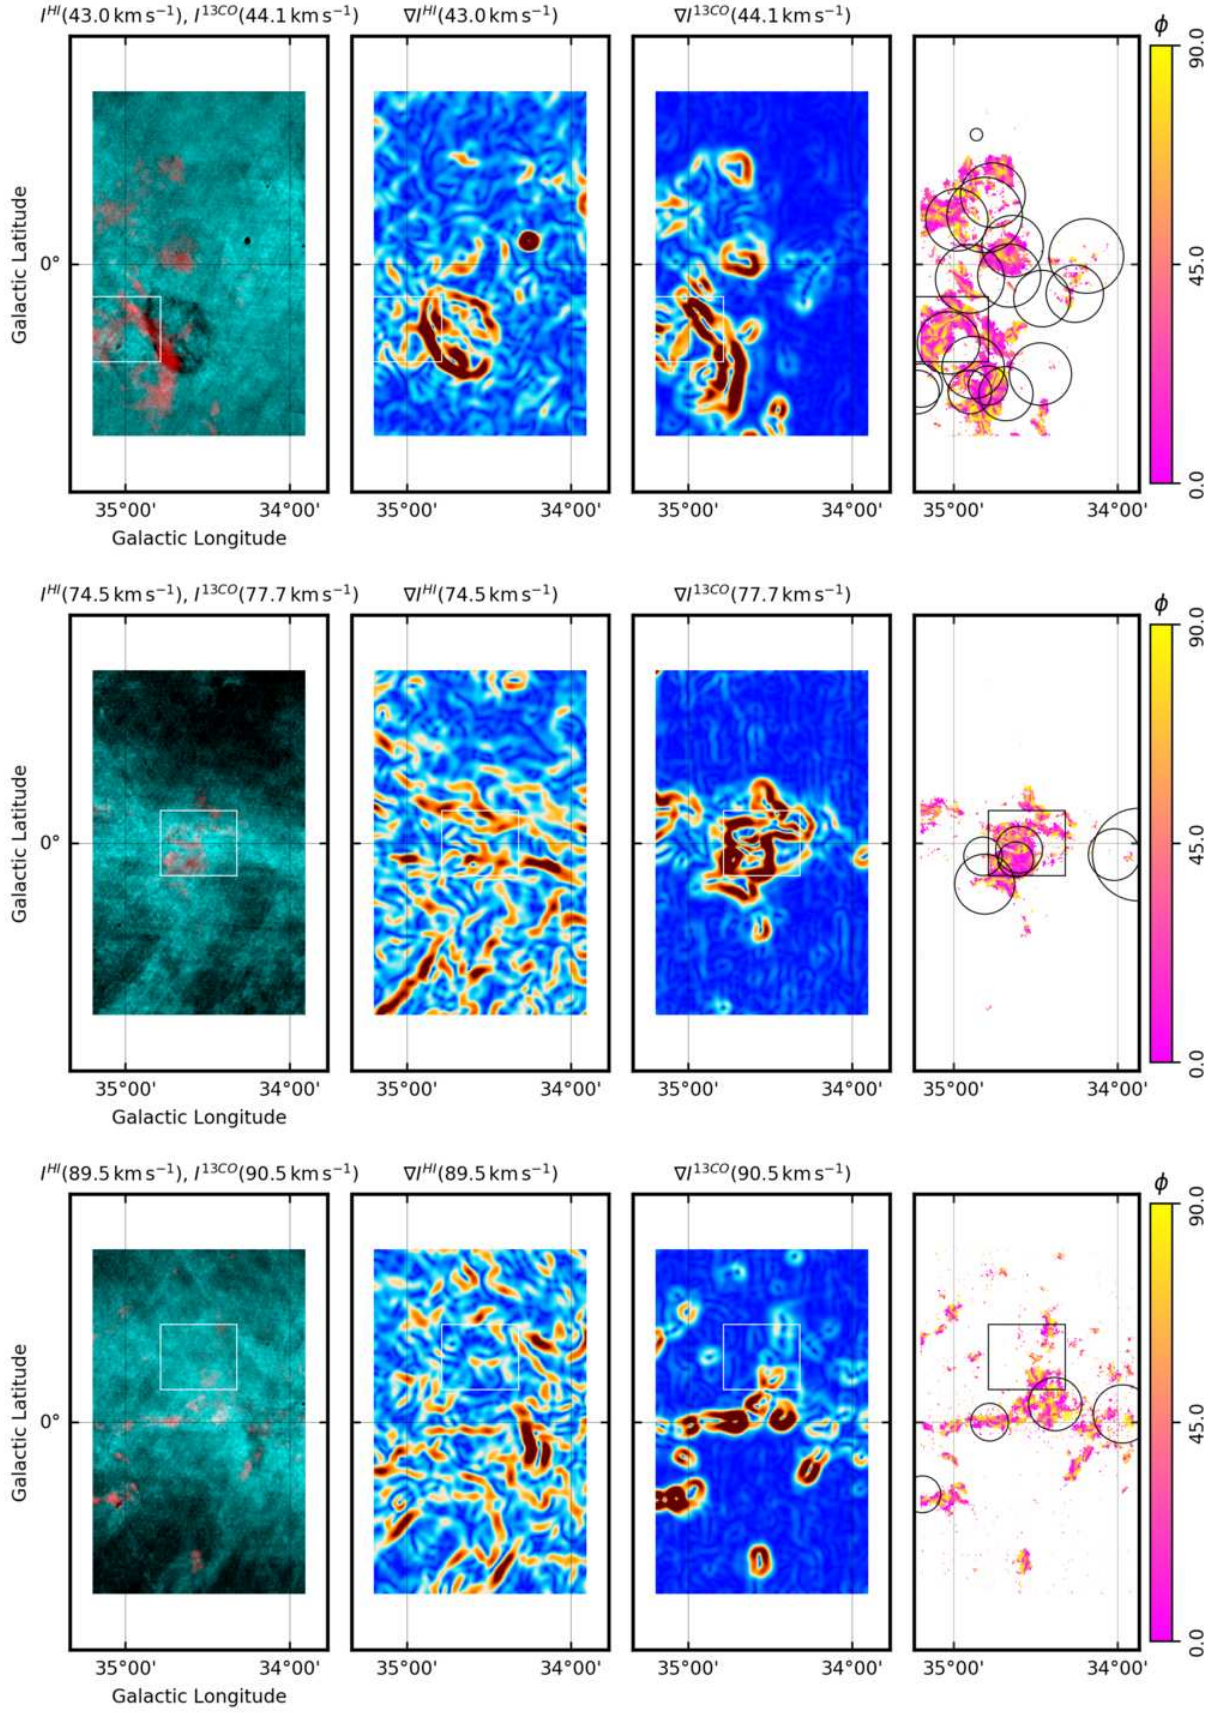 I^{HI}(43.0 km s⁻¹), I^{13CO}(44.1 km s⁻¹) ∇I^{HI}(43.0 km s⁻¹) ∇I^{13CO}(44.1 km s⁻¹) ϕ
90.0
Galactic Latitude
0°
45.0
0.0
35°00' 34°00' 35°00' 34°00' 35°00' 34°00' 35°00' 34°00'
Galactic Longitude
I^{HI}(74.5 km s⁻¹), I^{13CO}(77.7 km s⁻¹) ∇I^{HI}(74.5 km s⁻¹) ∇I^{13CO}(77.7 km s⁻¹) ϕ
90.0
Galactic Latitude
0°
45.0
0.0
35°00' 34°00' 35°00' 34°00' 35°00' 34°00' 35°00' 34°00'
Galactic Longitude
I^{HI}(89.5 km s⁻¹), I^{13CO}(90.5 km s⁻¹) ∇I^{HI}(89.5 km s⁻¹) ∇I^{13CO}(90.5 km s⁻¹) ϕ
90.0
Galactic Latitude
0°
45.0
0.0
35°00' 34°00' 35°00' 34°00' 35°00' 34°00' 35°00' 34°00'
Galactic Longitude